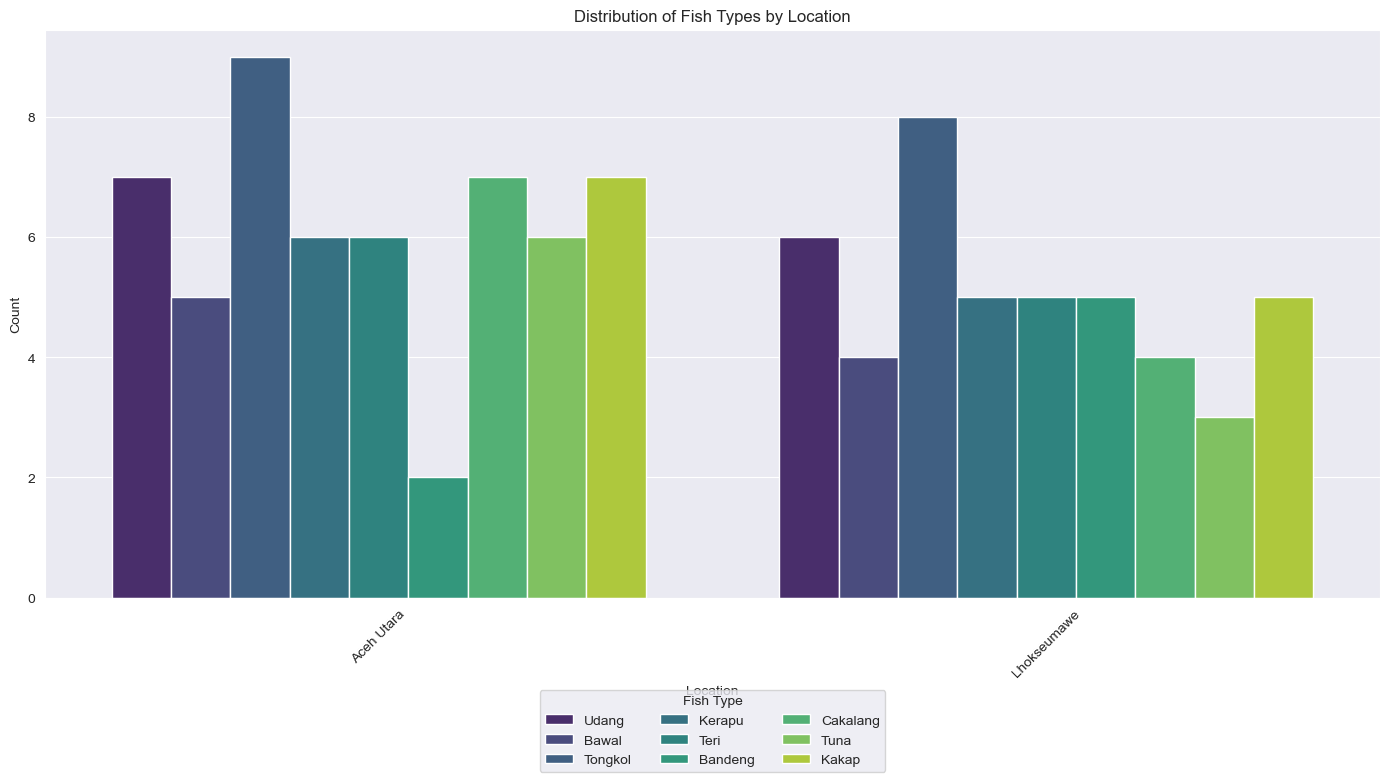 Distribution of Fish Types by Location
Count
8
6
4
2
0
Aceh Utara
Lhokseumawe
Location
Fish Type
Udang
Kerapu
Cakalang
Bawal
Teri
Tuna
Tongkol
Bandeng
Kakap